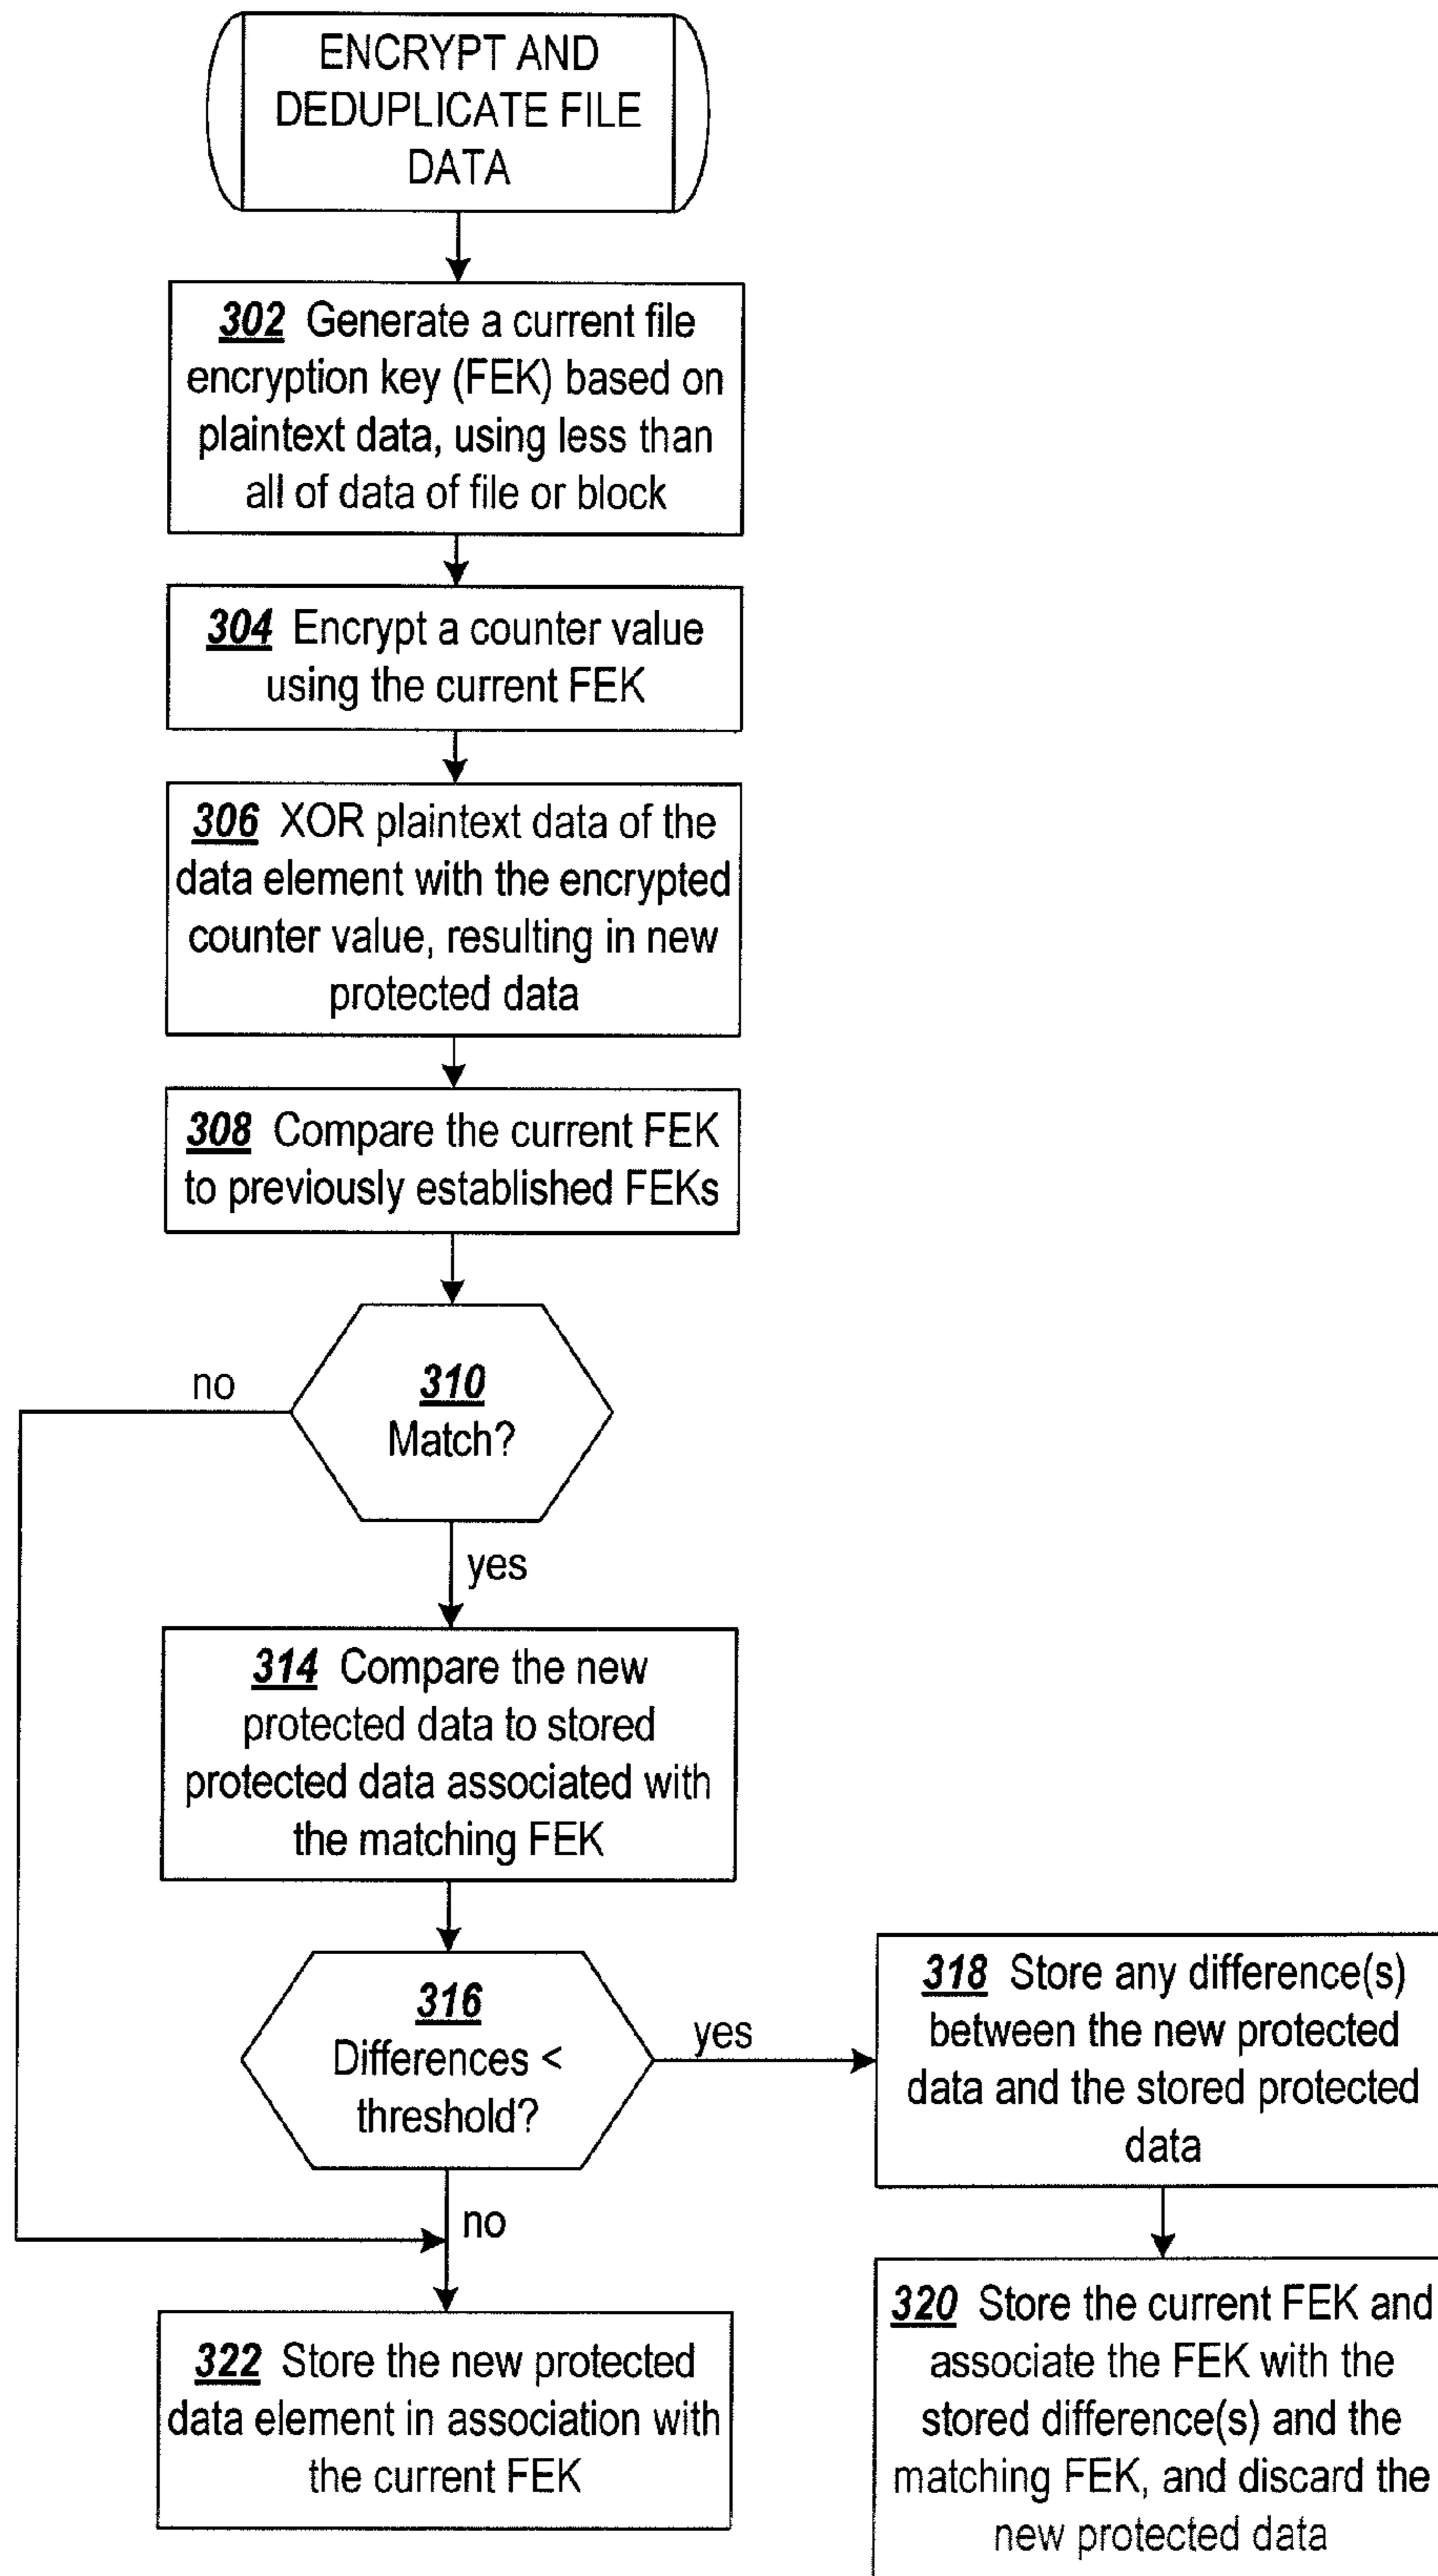 ENCRYPT AND
DEDUPLICATE FILE
DATA
302 Generate a current file
encryption key (FEK) based on
plaintext data, using less than
all of data of file or block
304 Encrypt a counter value
using the current FEK
306 XOR plaintext data of the
data element with the encrypted
counter value, resulting in new
protected data
308 Compare the current FEK
to previously established FEKs
310
Match?
no
yes
314 Compare the new
protected data to stored
protected data associated with
the matching FEK
316
Differences <
threshold?
yes
no
318 Store any difference(s)
between the new protected
data and the stored protected
data
320 Store the current FEK and
associate the FEK with the
stored difference(s) and the
matching FEK, and discard the
new protected data
322 Store the new protected
data element in association with
the current FEK